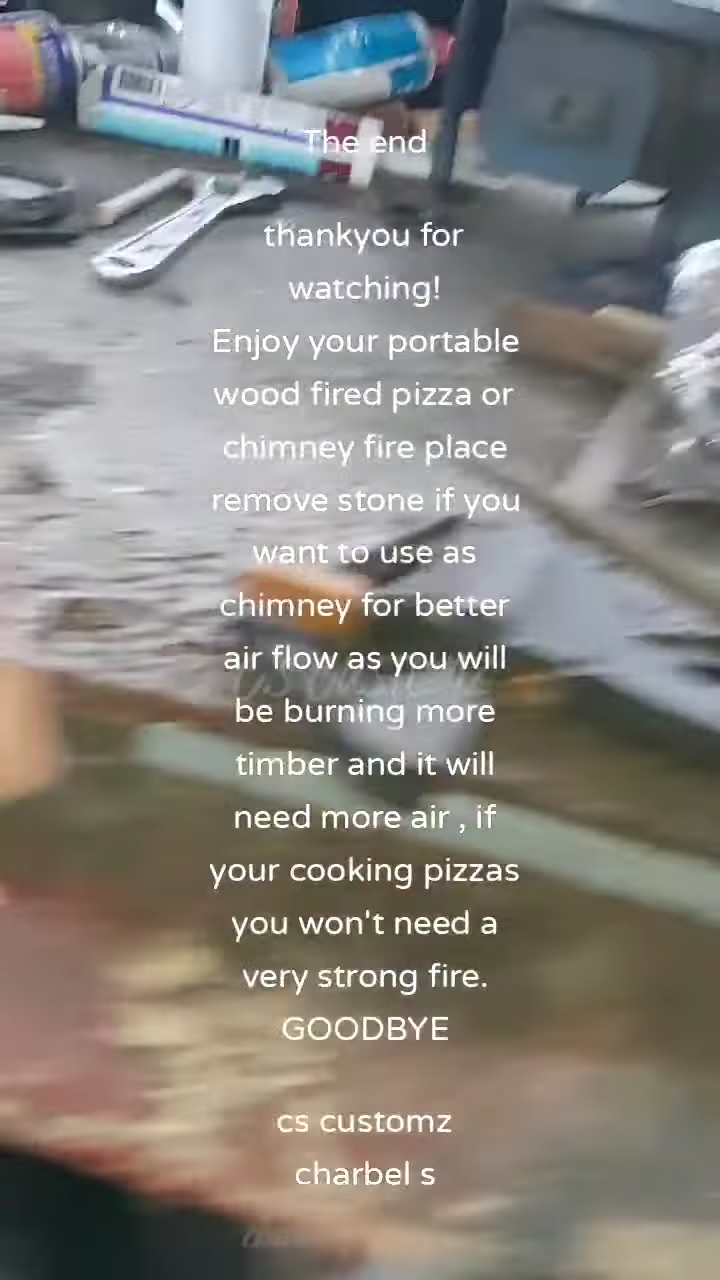 The end
thankyou for
watching!
Enjoy your portable
wood fired pizza or
chimney fire place
remove stone if you
want to use as
chimney for better
air flow as you will
be burning more
timber and it will
need more air , if
your cooking pizzas
you won't need a
very strong fire.
GOODBYE
cs customz
charbel s